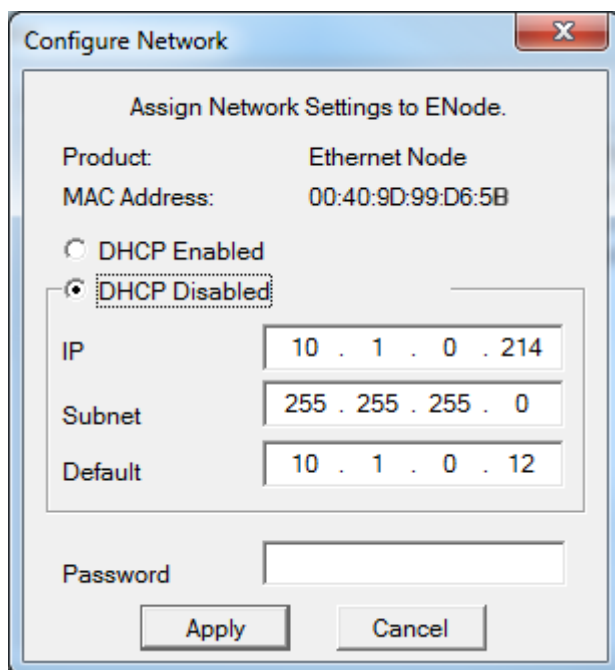 Configure Network
Assign Network Settings to ENode.
Product: Ethernet Node
MAC Address: 00:40:9D:99:D6:5B
DHCP Enabled
DHCP Disabled
IP 10 . 1 . 0 . 214
Subnet 255 . 255 . 255 . 0
Default 10 . 1 . 0 . 12
Password
Apply Cancel